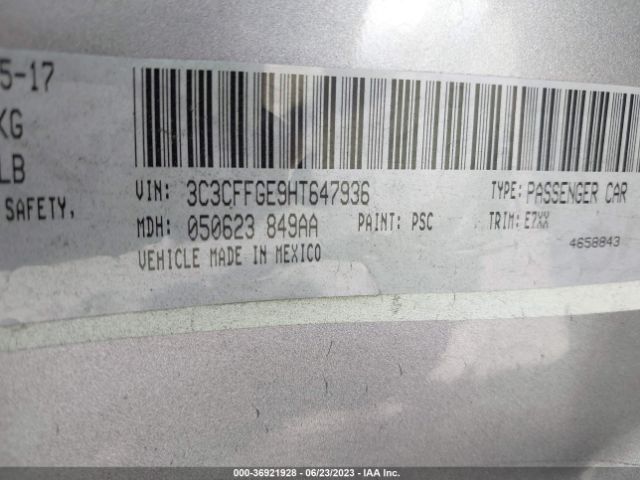 5-17
KG
LB
SAFETY,
VIN: 3C3CFFGE9HT647936 TYPE: PASSENGER CAR
MDH: 050623 849AA PAINT: PSC TRIM: E7XX
VEHICLE MADE IN MEXICO 4658843
000-36921928 - 06/23/2023 - IAA Inc.